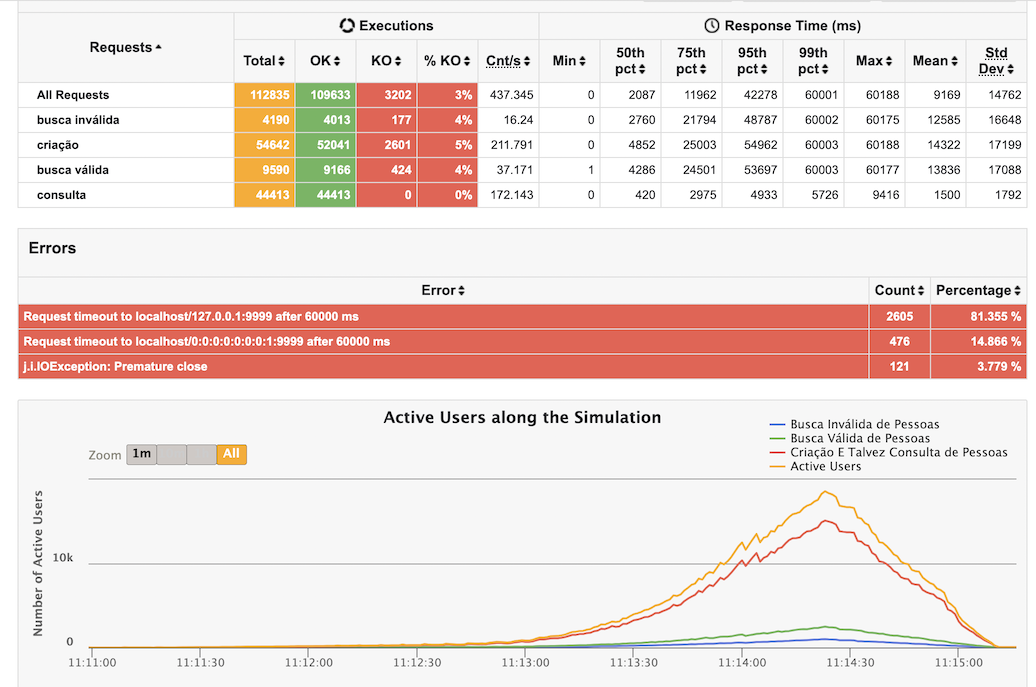 Executions
Response Time (ms)
Requests
Total OK KO % KO Cnt/s Min 50th pct 75th pct 95th pct 99th pct Max Mean Std Dev
All Requests 112835 109633 3202 3% 437.345 0 2087 11962 42278 60001 60188 9169 14762
busca inválida 4190 4013 177 4% 16.24 0 2760 21794 48787 60002 60175 12585 16648
criação 54642 52041 2601 5% 211.791 0 4852 25003 54962 60003 60188 14322 17199
busca válida 9590 9166 424 4% 37.171 1 4286 24501 53697 60003 60177 13836 17088
consulta 44413 44413 0 0% 172.143 0 420 2975 4933 5726 9416 1500 1792
Errors
Error Count Percentage
Request timeout to localhost/127.0.0.1:9999 after 60000 ms 2605 81.355 %
Request timeout to localhost/0:0:0:0:0:0:0:1:9999 after 60000 ms 476 14.866 %
j.i.IOException: Premature close 121 3.779 %
Active Users along the Simulation
Busca Inválida de Pessoas
Busca Válida de Pessoas
Criação E Talvez Consulta de Pessoas
Active Users
Zoom 1m All
Number of Active Users
10k
0
11:11:00 11:11:30 11:12:00 11:12:30 11:13:00 11:13:30 11:14:00 11:14:30 11:15:00